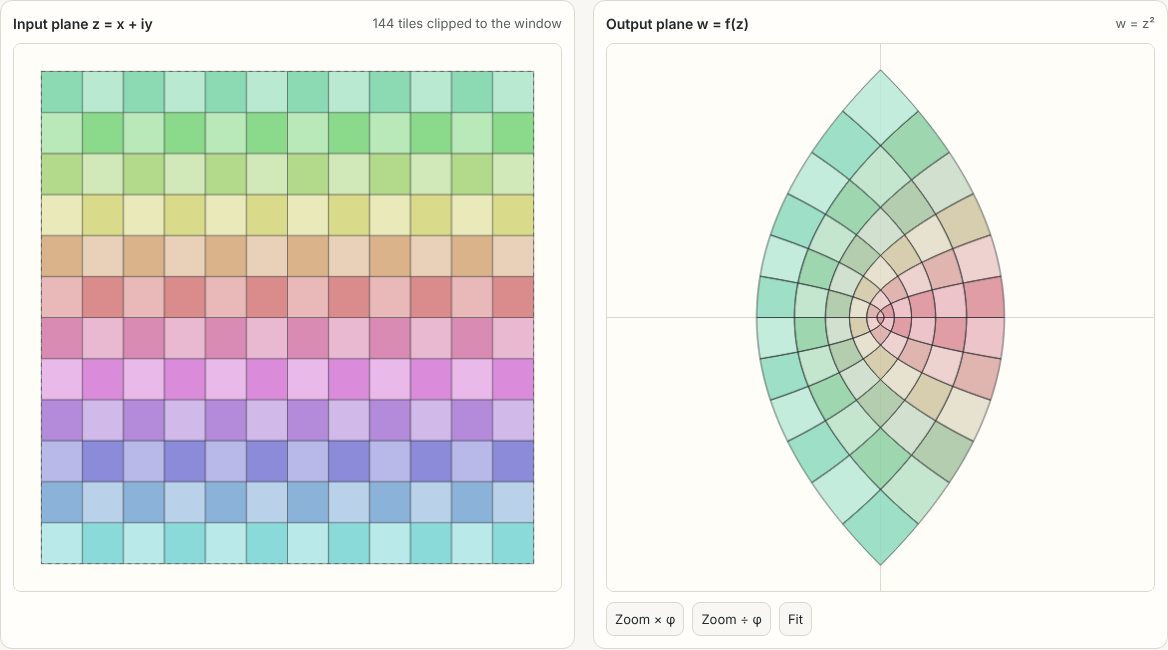 Input plane z = x + iy
144 tiles clipped to the window
Output plane w = f(z)
w = z²
Zoom × φ
Zoom ÷ φ
Fit